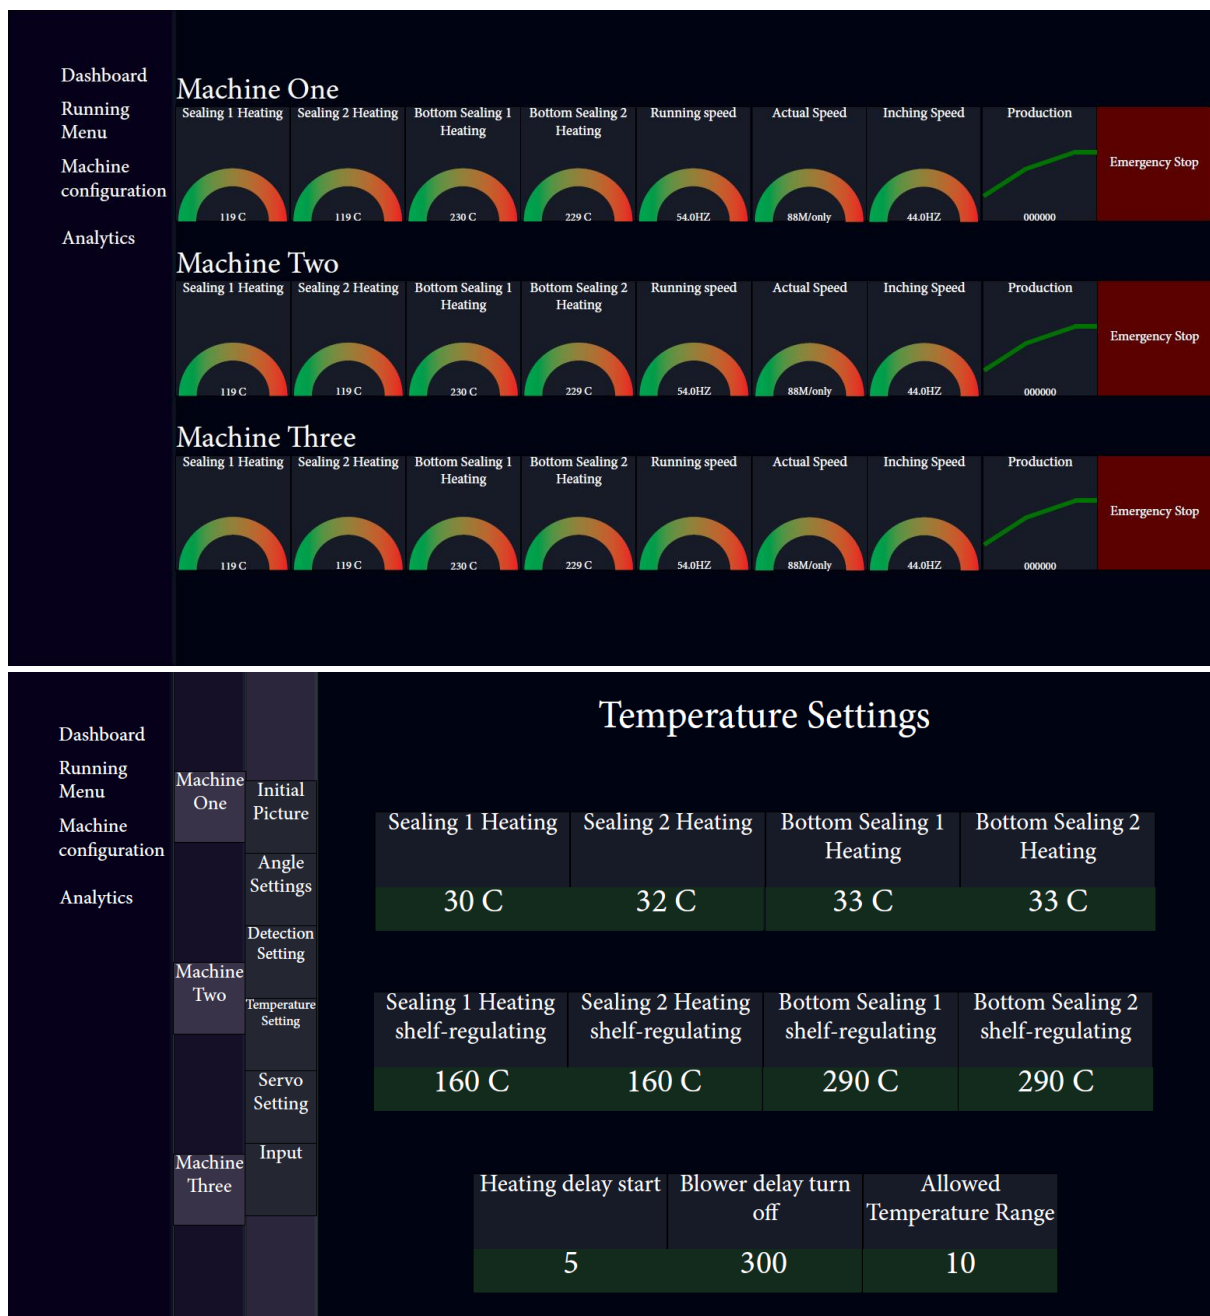 Dashboard
Running
Menu
Machine
configuration
Analytics
Machine One
Sealing 1 Heating
119 C
Sealing 2 Heating
119 C
Bottom Sealing 1
Heating
230 C
Bottom Sealing 2
Heating
229 C
Running speed
54.0HZ
Actual Speed
88M/only
Inching Speed
44.0HZ
Production
000000
Emergency Stop
Machine Two
Sealing 1 Heating
119 C
Sealing 2 Heating
119 C
Bottom Sealing 1
Heating
230 C
Bottom Sealing 2
Heating
229 C
Running speed
54.0HZ
Actual Speed
88M/only
Inching Speed
44.0HZ
Production
000000
Emergency Stop
Machine Three
Sealing 1 Heating
119 C
Sealing 2 Heating
119 C
Bottom Sealing 1
Heating
230 C
Bottom Sealing 2
Heating
229 C
Running speed
54.0HZ
Actual Speed
88M/only
Inching Speed
44.0HZ
Production
000000
Emergency Stop
Dashboard
Running
Menu
Machine
configuration
Analytics
Machine
One
Machine
Two
Machine
Three
Initial
Picture
Angle
Settings
Detection
Setting
Temperature
Setting
Servo
Setting
Input
Temperature Settings
Sealing 1 Heating
30 C
Sealing 2 Heating
32 C
Bottom Sealing 1
Heating
33 C
Bottom Sealing 2
Heating
33 C
Sealing 1 Heating
shelf-regulating
160 C
Sealing 2 Heating
shelf-regulating
160 C
Bottom Sealing 1
shelf-regulating
290 C
Bottom Sealing 2
shelf-regulating
290 C
Heating delay start
5
Blower delay turn
off
300
Allowed
Temperature Range
10